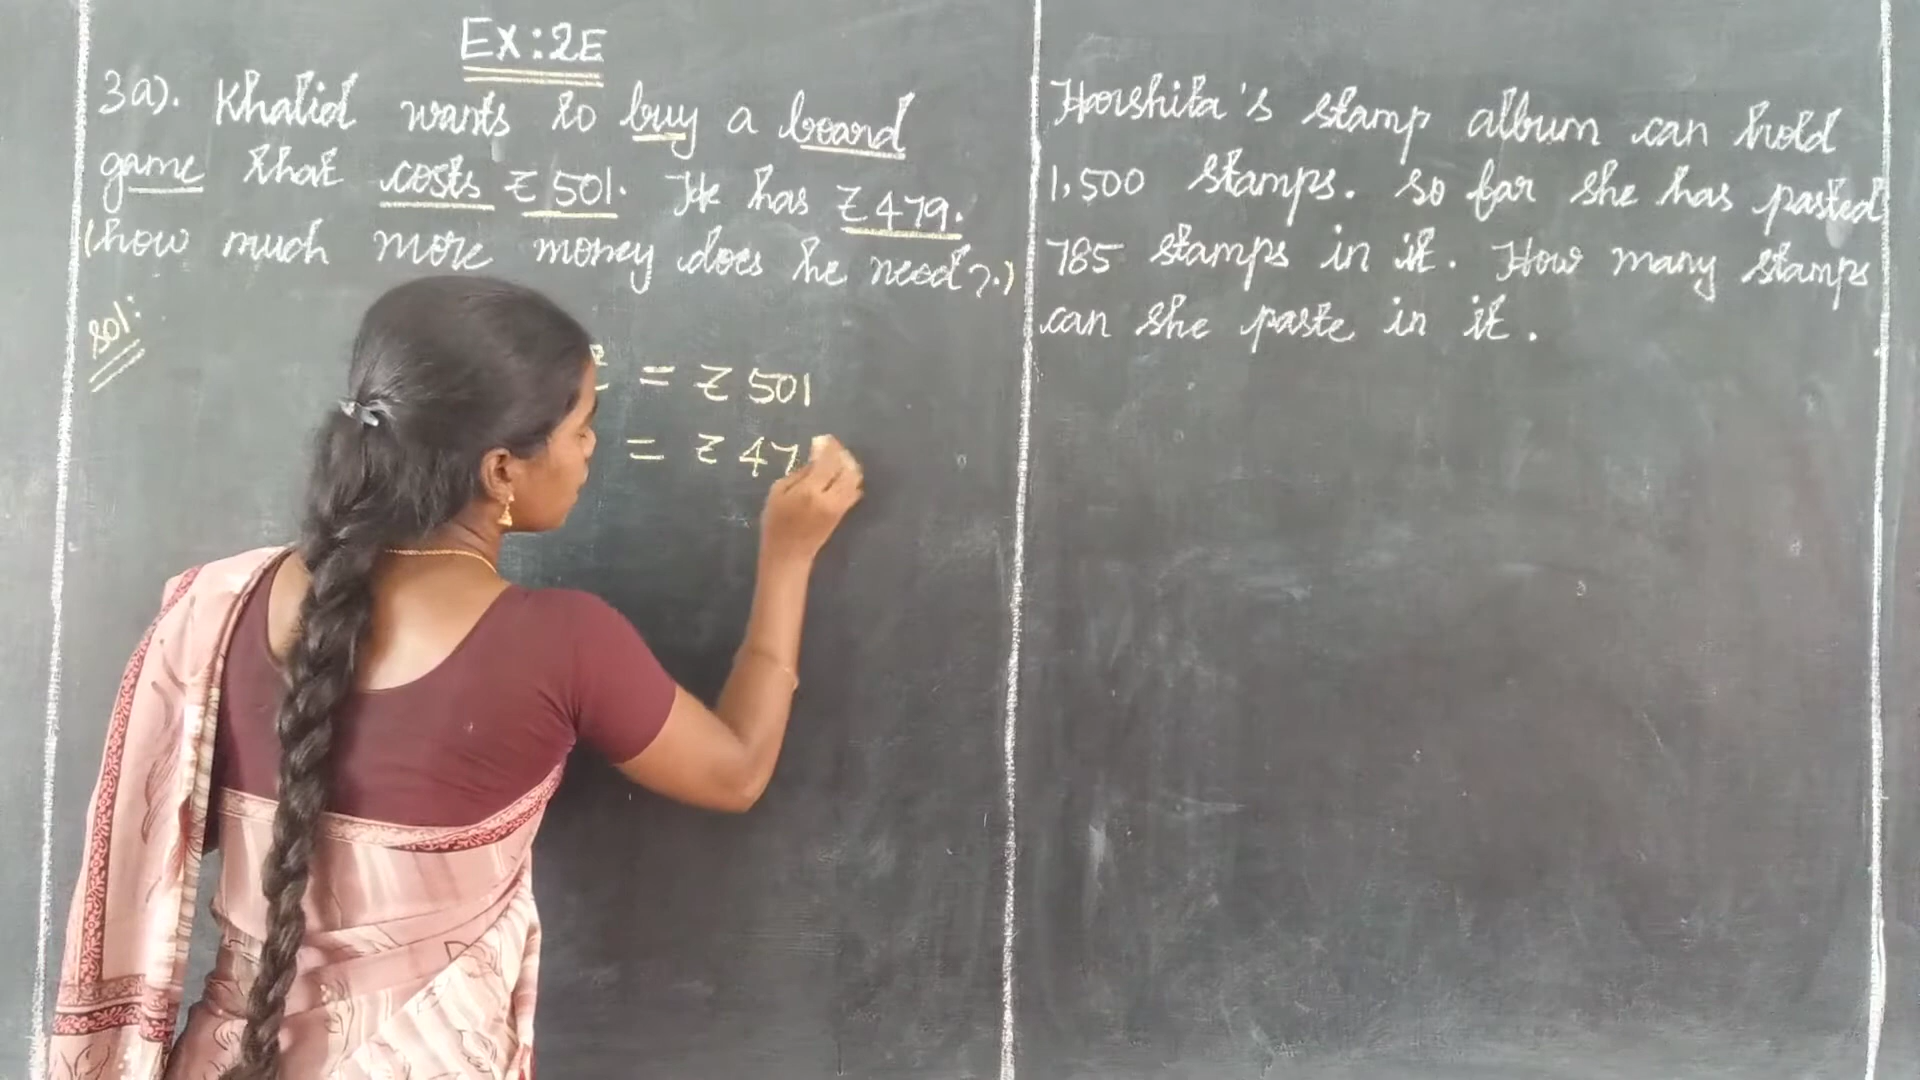 EX:2E
3a). Khalid wants to buy a board
game that costs ₹501. He has ₹479.
(how much more money does he need?.)
sol:
= ₹501
= ₹47
Harshita's stamp album can hold
1,500 stamps. So far she has pasted
785 stamps in it. How many stamps
can she paste in it.